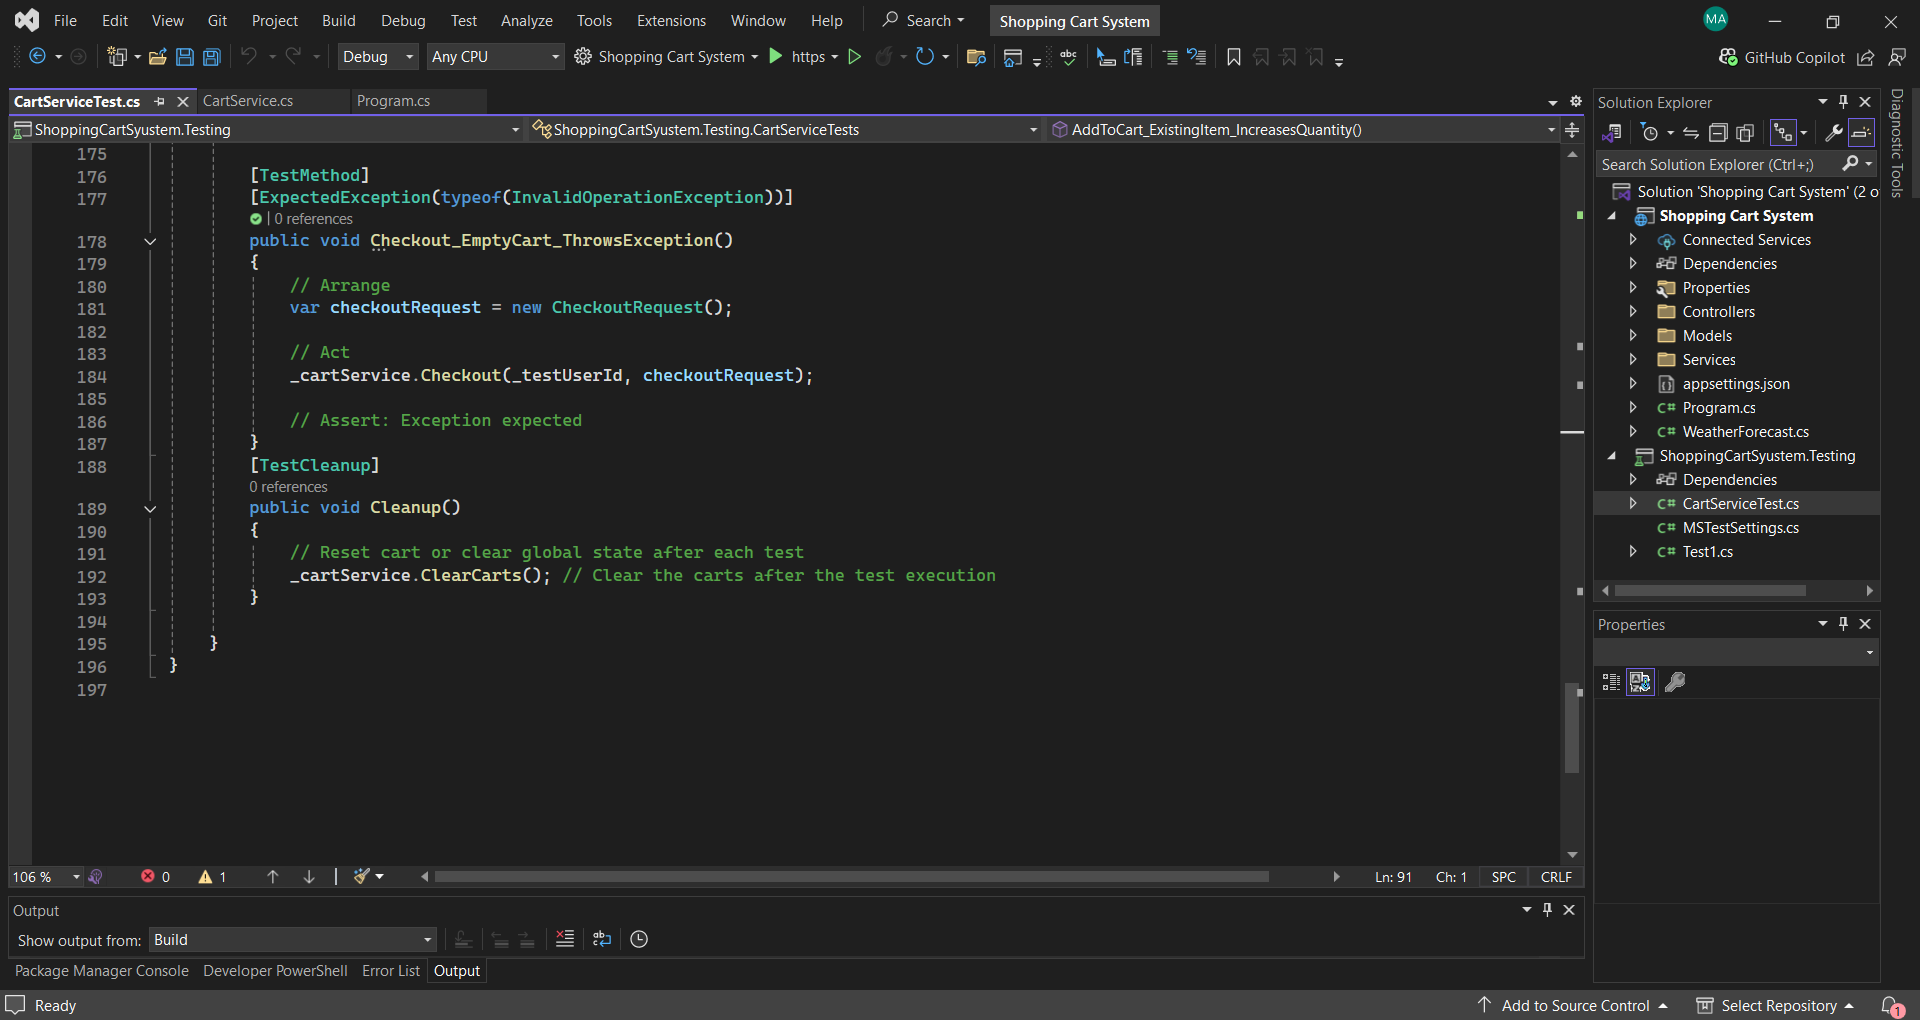 File Edit View Git Project Build Debug Test Analyze Tools Extensions Window Help Search Shopping Cart System MA
Debug Any CPU Shopping Cart System https GitHub Copilot
CartServiceTest.cs CartService.cs Program.cs
ShoppingCartSyustem.Testing ShoppingCartSyustem.Testing.CartServiceTests AddToCart_ExistingItem_IncreasesQuantity()
175
176 [TestMethod]
177 [ExpectedException(typeof(InvalidOperationException))]
| 0 references
178 public void Checkout_EmptyCart_ThrowsException()
179 {
180 // Arrange
181 var checkoutRequest = new CheckoutRequest();
182
183 // Act
184 _cartService.Checkout(_testUserId, checkoutRequest);
185
186 // Assert: Exception expected
187 }
188 [TestCleanup]
0 references
189 public void Cleanup()
190 {
191 // Reset cart or clear global state after each test
192 _cartService.ClearCarts(); // Clear the carts after the test execution
193 }
194
195 }
196 }
197
106 % 0 1 Ln: 91 Ch: 1 SPC CRLF
Output
Show output from: Build
Package Manager Console Developer PowerShell Error List Output
Ready Add to Source Control Select Repository 1
Solution Explorer
Search Solution Explorer (Ctrl+;)
Solution 'Shopping Cart System' (2 o
Shopping Cart System
Connected Services
Dependencies
Properties
Controllers
Models
Services
appsettings.json
C# Program.cs
C# WeatherForecast.cs
ShoppingCartSyustem.Testing
Dependencies
C# CartServiceTest.cs
C# MSTestSettings.cs
C# Test1.cs
Properties
Diagnostic Tools